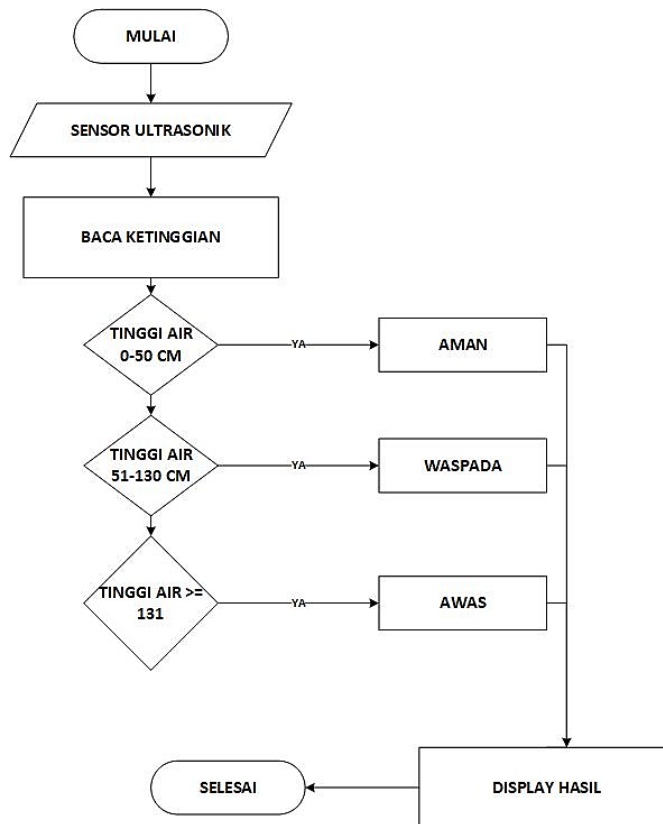 MULAI
SENSOR ULTRASONIK
BACA KETINGGIAN
TINGGI AIR
0-50 CM
YA
AMAN
TINGGI AIR
51-130 CM
YA
WASPADA
TINGGI AIR >=
131
YA
AWAS
SELESAI
DISPLAY HASIL